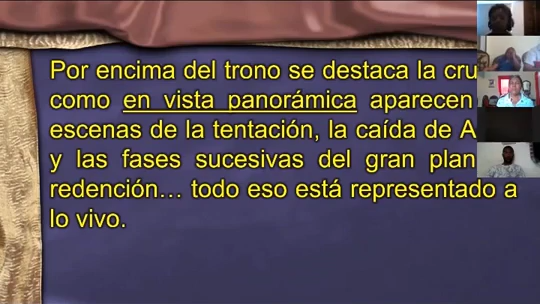 Por encima del trono se destaca la cru
como en vista panorámica aparecen
escenas de la tentación, la caída de A
y las fases sucesivas del gran plan
redención… todo eso está representado a
lo vivo.